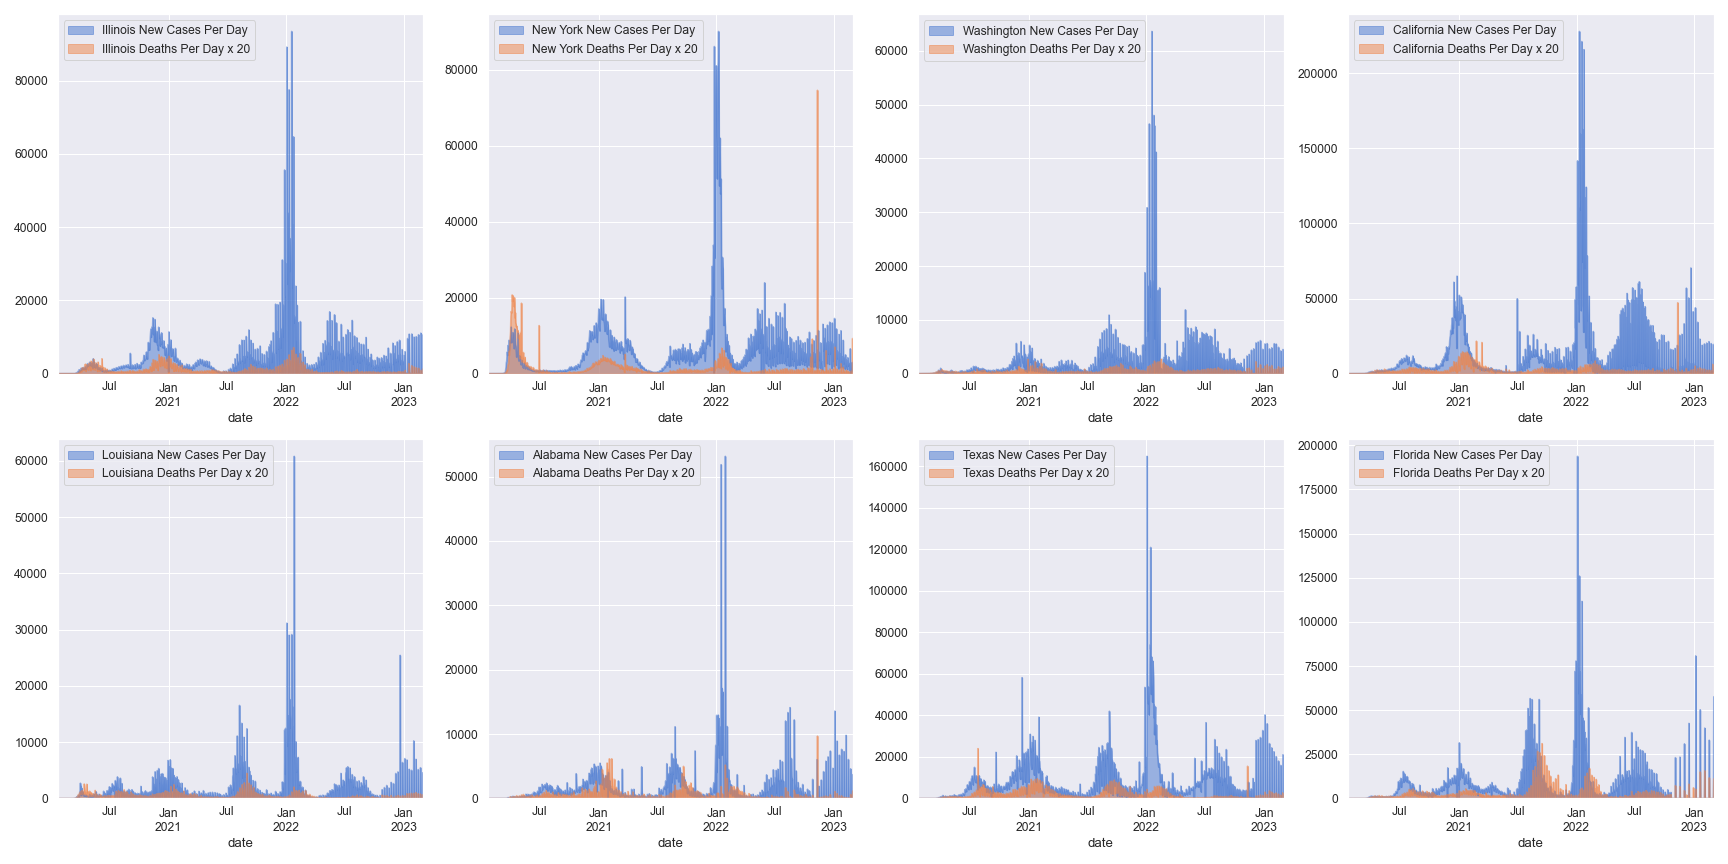 Illinois New Cases Per Day
Illinois Deaths Per Day x 20
80000
60000
40000
20000
0
Jul
Jan
2021
Jul
Jan
2022
Jul
Jan
2023
date
New York New Cases Per Day
New York Deaths Per Day x 20
80000
60000
40000
20000
0
Jul
Jan
2021
Jul
Jan
2022
Jul
Jan
2023
date
Washington New Cases Per Day
Washington Deaths Per Day x 20
60000
50000
40000
30000
20000
10000
0
Jul
Jan
2021
Jul
Jan
2022
Jul
Jan
2023
date
California New Cases Per Day
California Deaths Per Day x 20
200000
150000
100000
50000
0
Jul
Jan
2021
Jul
Jan
2022
Jul
Jan
2023
date
Louisiana New Cases Per Day
Louisiana Deaths Per Day x 20
60000
50000
40000
30000
20000
10000
0
Jul
Jan
2021
Jul
Jan
2022
Jul
Jan
2023
date
Alabama New Cases Per Day
Alabama Deaths Per Day x 20
50000
40000
30000
20000
10000
0
Jul
Jan
2021
Jul
Jan
2022
Jul
Jan
2023
date
Texas New Cases Per Day
Texas Deaths Per Day x 20
160000
140000
120000
100000
80000
60000
40000
20000
0
Jul
Jan
2021
Jul
Jan
2022
Jul
Jan
2023
date
Florida New Cases Per Day
Florida Deaths Per Day x 20
200000
175000
150000
125000
100000
75000
50000
25000
0
Jul
Jan
2021
Jul
Jan
2022
Jul
Jan
2023
date